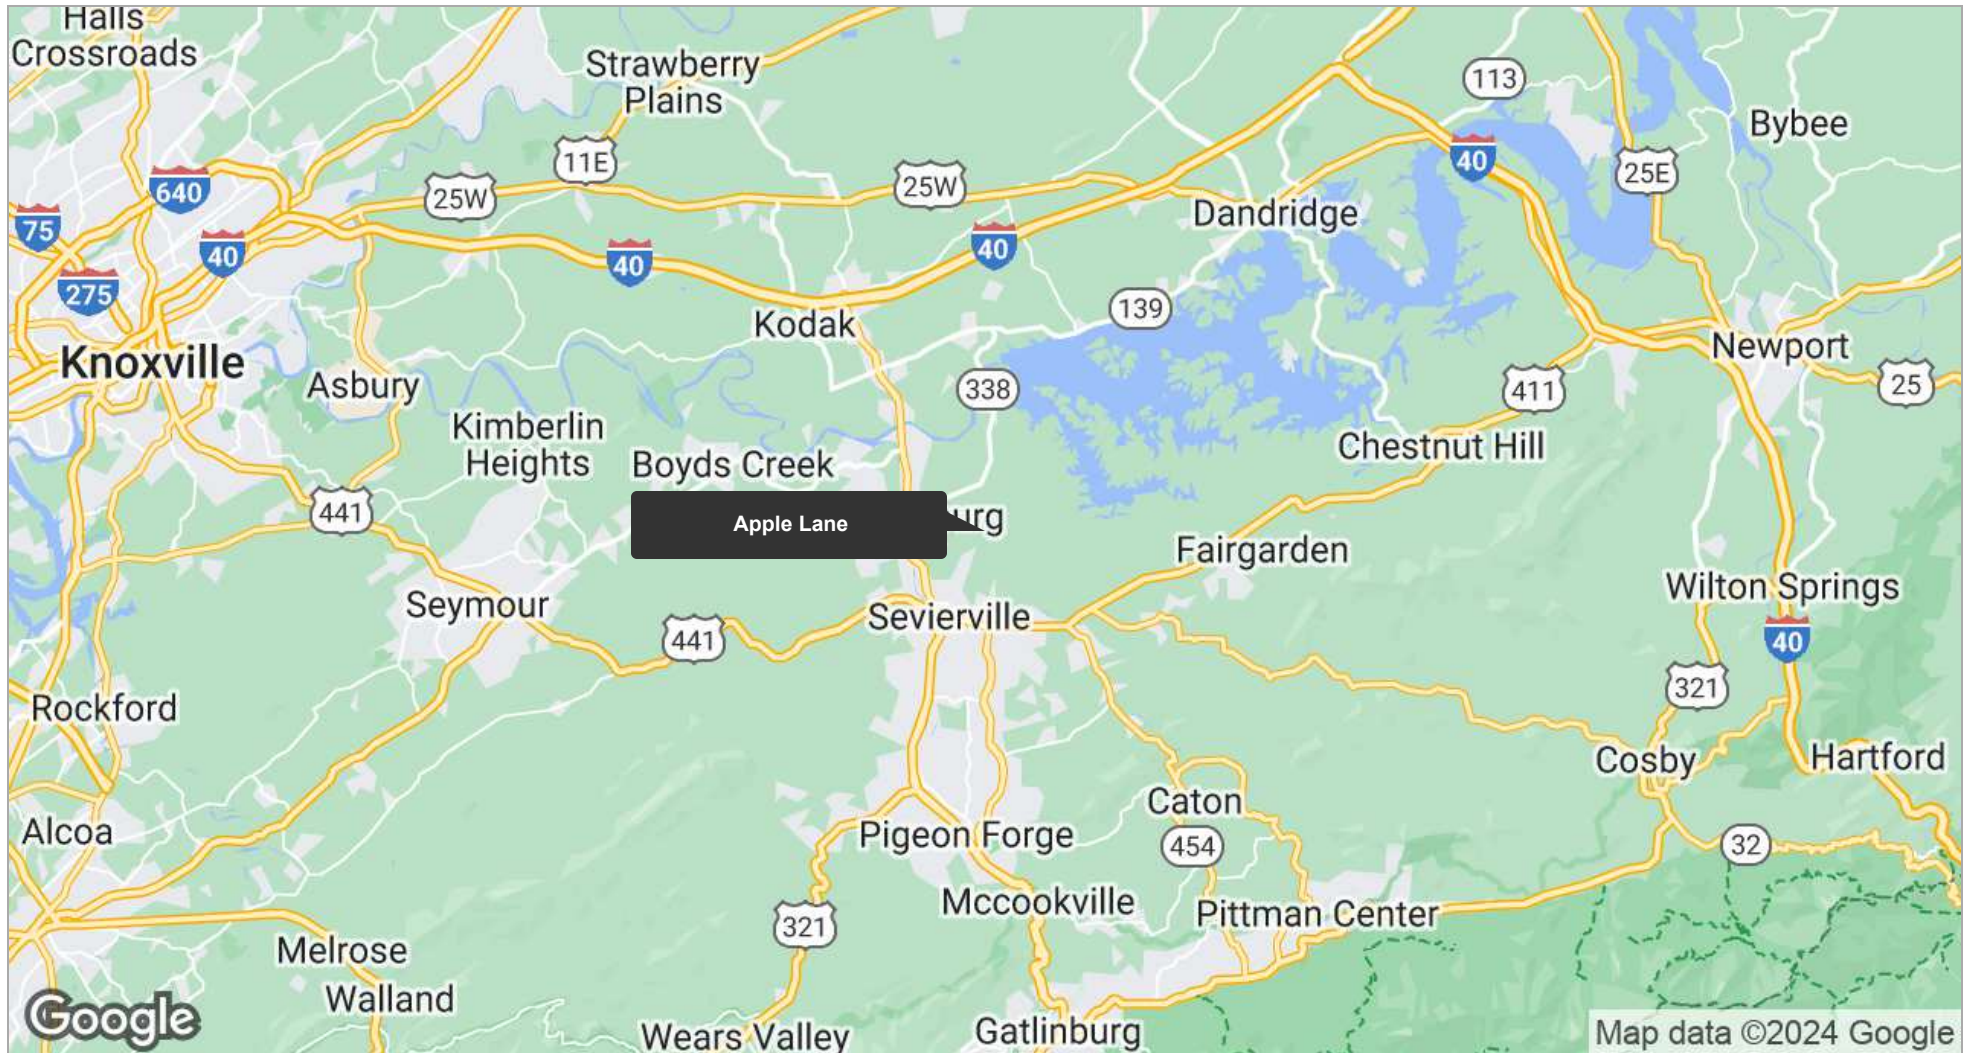 Halls
Crossroads
Strawberry
Plains
113
Bybee
11E
40
25E
640
25W
25W
75
Dandridge
40
40
40
275
139
Kodak
Knoxville
Newport
Asbury
338
411
25
Kimberlin
Heights
Boyds Creek
Chestnut Hill
441
Apple Lane
urg
Fairgarden
Wilton Springs
Seymour
Sevierville
441
40
321
Rockford
Cosby
Hartford
Caton
Alcoa
Pigeon Forge
454
32
Mccookville
Pittman Center
321
Melrose
Walland
Google
Wears Valley
Gatlinburg
Map data ©2024 Google